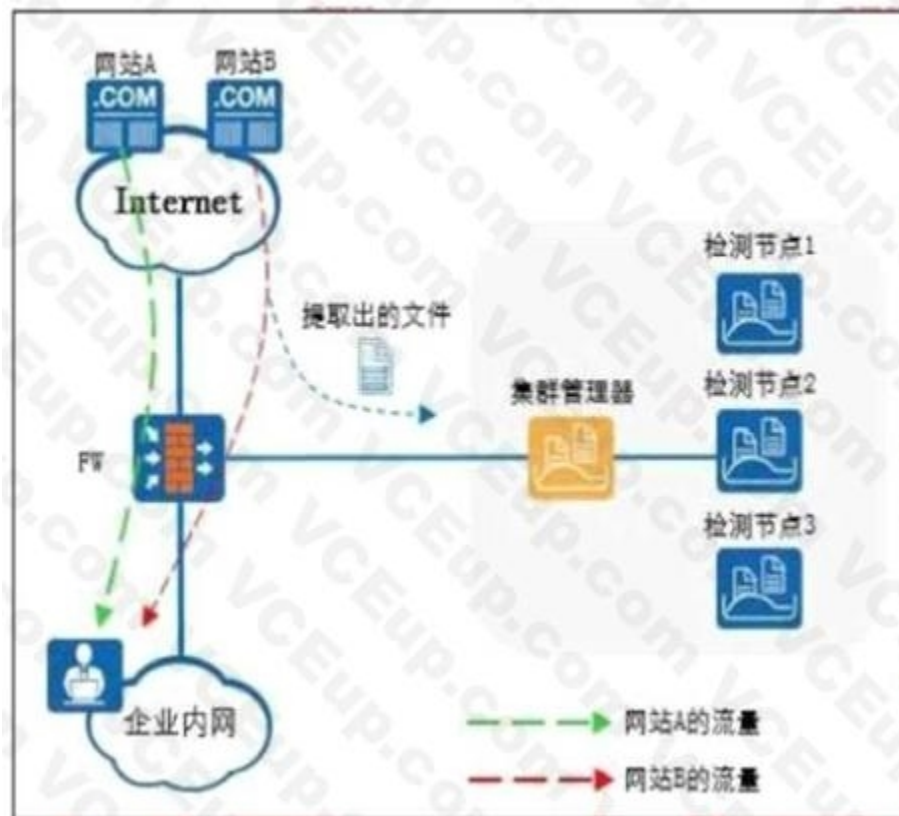 网站A
网站B
.COM
.COM
Internet
检测节点1
提取出的文件
集群管理器
检测节点2
FW
检测节点3
企业内网
网站A的流量
网站B的流量
VCEup.com